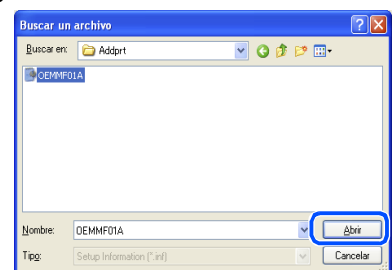 Buscar un archivo
Buscar en: Addprt
OEMMF01A
Nombre: OEMMF01A Abrir
Tipo: Setup Information (*.inf) Cancelar